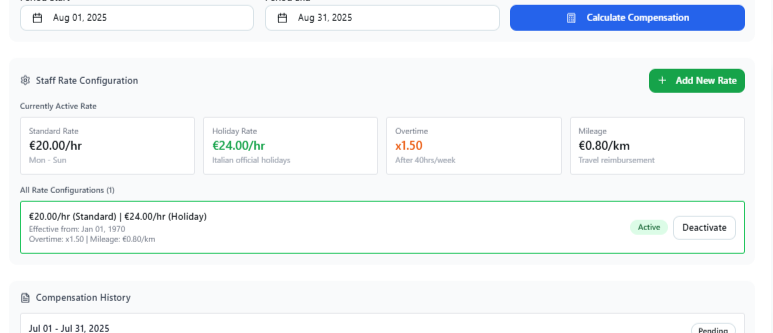 Period Start
Period End
Aug 01, 2025
Aug 31, 2025
Calculate Compensation
Staff Rate Configuration
Add New Rate
Currently Active Rate
Standard Rate
€20.00/hr
Mon - Sun
Holiday Rate
€24.00/hr
Italian official holidays
Overtime
x1.50
After 40hrs/week
Mileage
€0.80/km
Travel reimbursement
All Rate Configurations (1)
€20.00/hr (Standard) | €24.00/hr (Holiday)
Effective from: Jan 01, 1970
Overtime: x1.50 | Mileage: €0.80/km
Active
Deactivate
Compensation History
Jul 01 - Jul 31, 2025
Pending